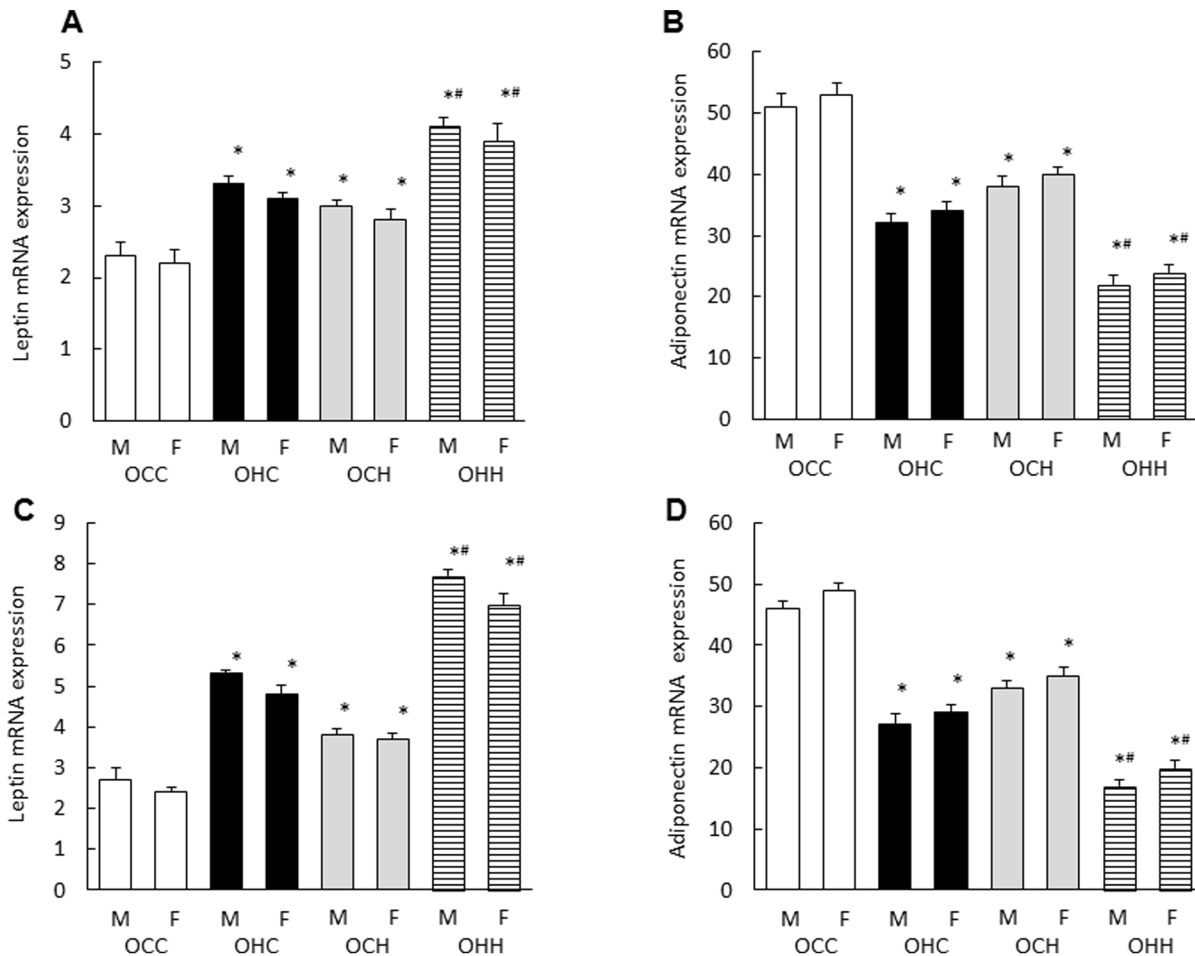 A
Leptin mRNA expression
5
4
3
2
1
0
* * * * *# *#
M F M F M F M F
OCC OHC OCH OHH
B
Adiponectin mRNA expression
60
50
40
30
20
10
0
* * * * *# *#
M F M F M F M F
OCC OHC OCH OHH
C
Leptin mRNA expression
9
8
7
6
5
4
3
2
1
0
* * * * *# *#
M F M F M F M F
OCC OHC OCH OHH
D
Adiponectin mRNA expression
60
50
40
30
20
10
0
* * * * *# *#
M F M F M F M F
OCC OHC OCH OHH